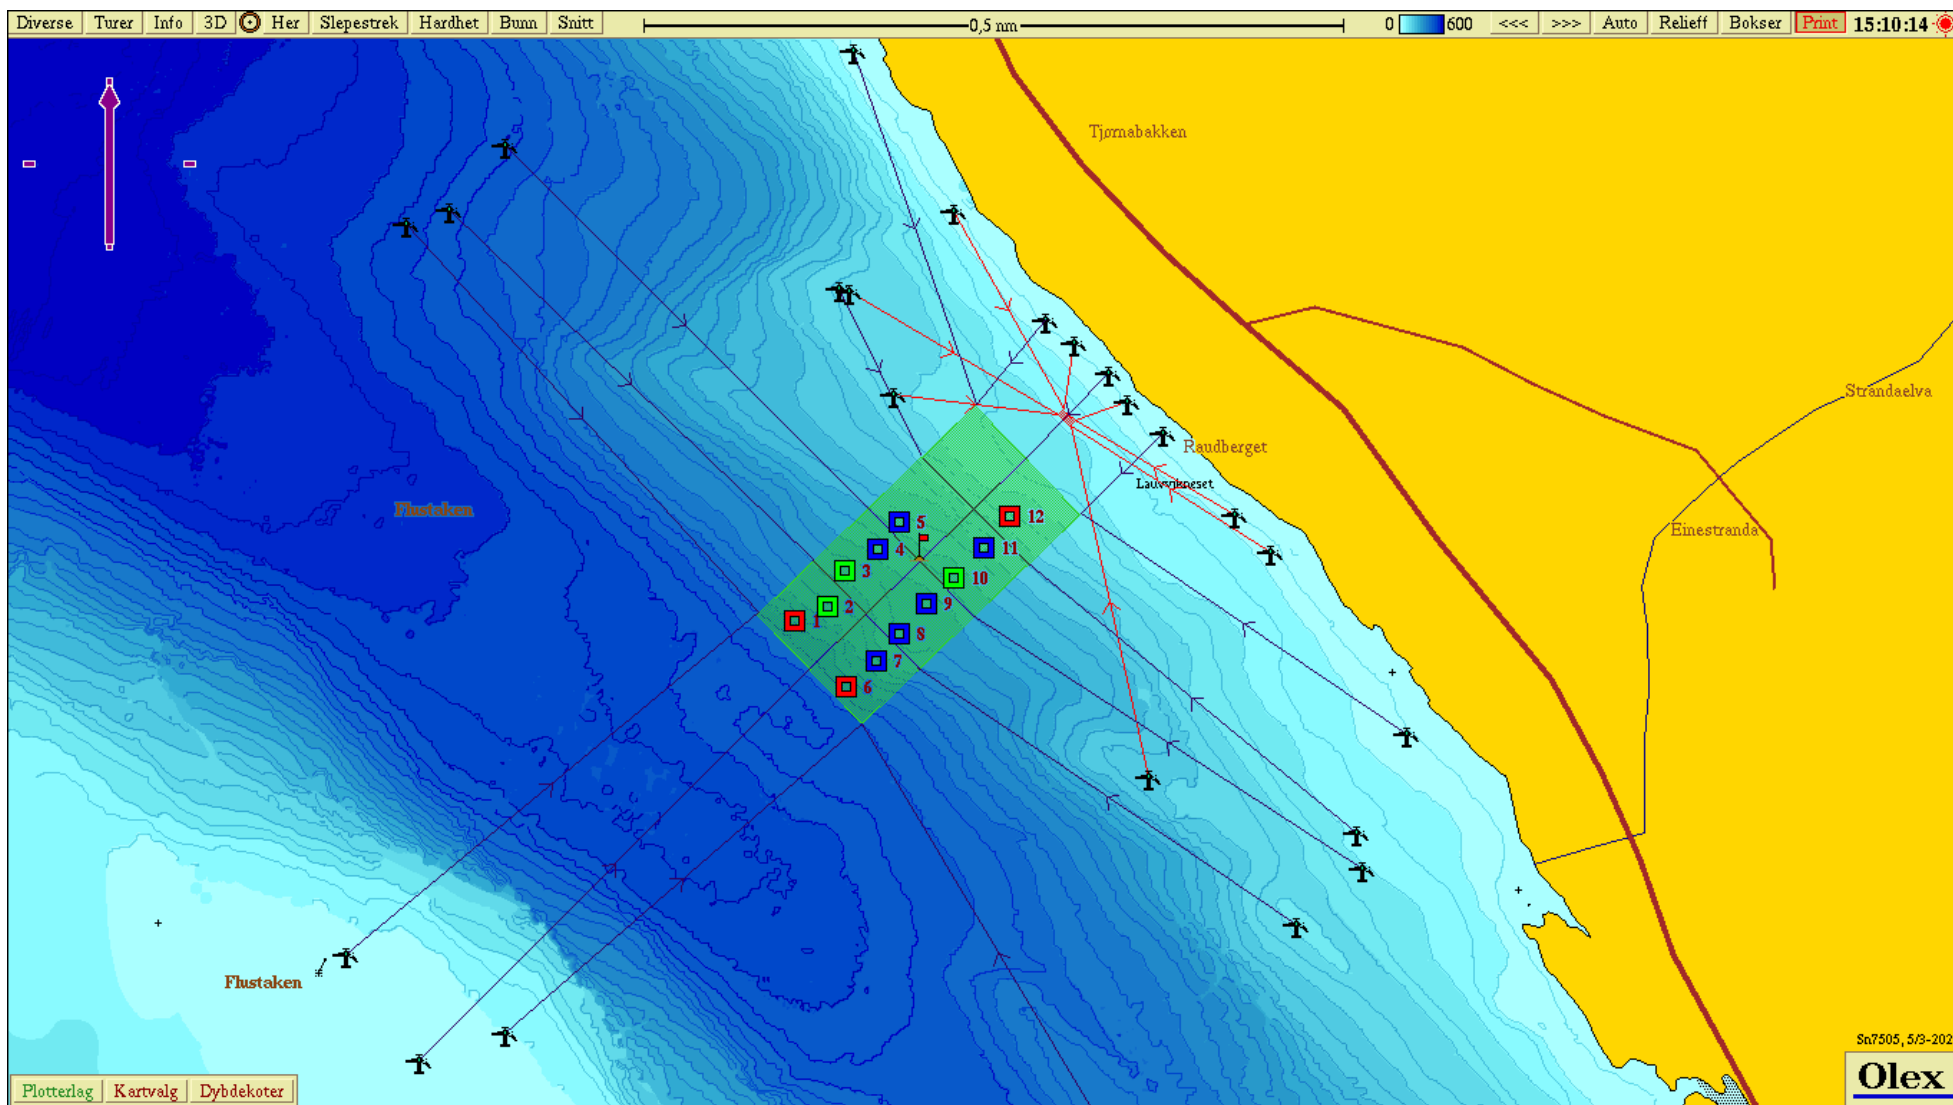 Diverse Turer Info 3D Her Slepestrek Hardhet Bunn Snitt 0,5 nm 0 600 <<< >>> Auto Relieff Bokser Print 15:10:14
Tjørnabakken
Strandaelva
Raudberget
Lauvvikneset
Flustaken
Einestranda
12
5
11
4
3
10
9
2
1
8
7
6
Flustaken
Sn7505, 5/3-202
Olex
Plotterlag Kartvalg Dybdekoter